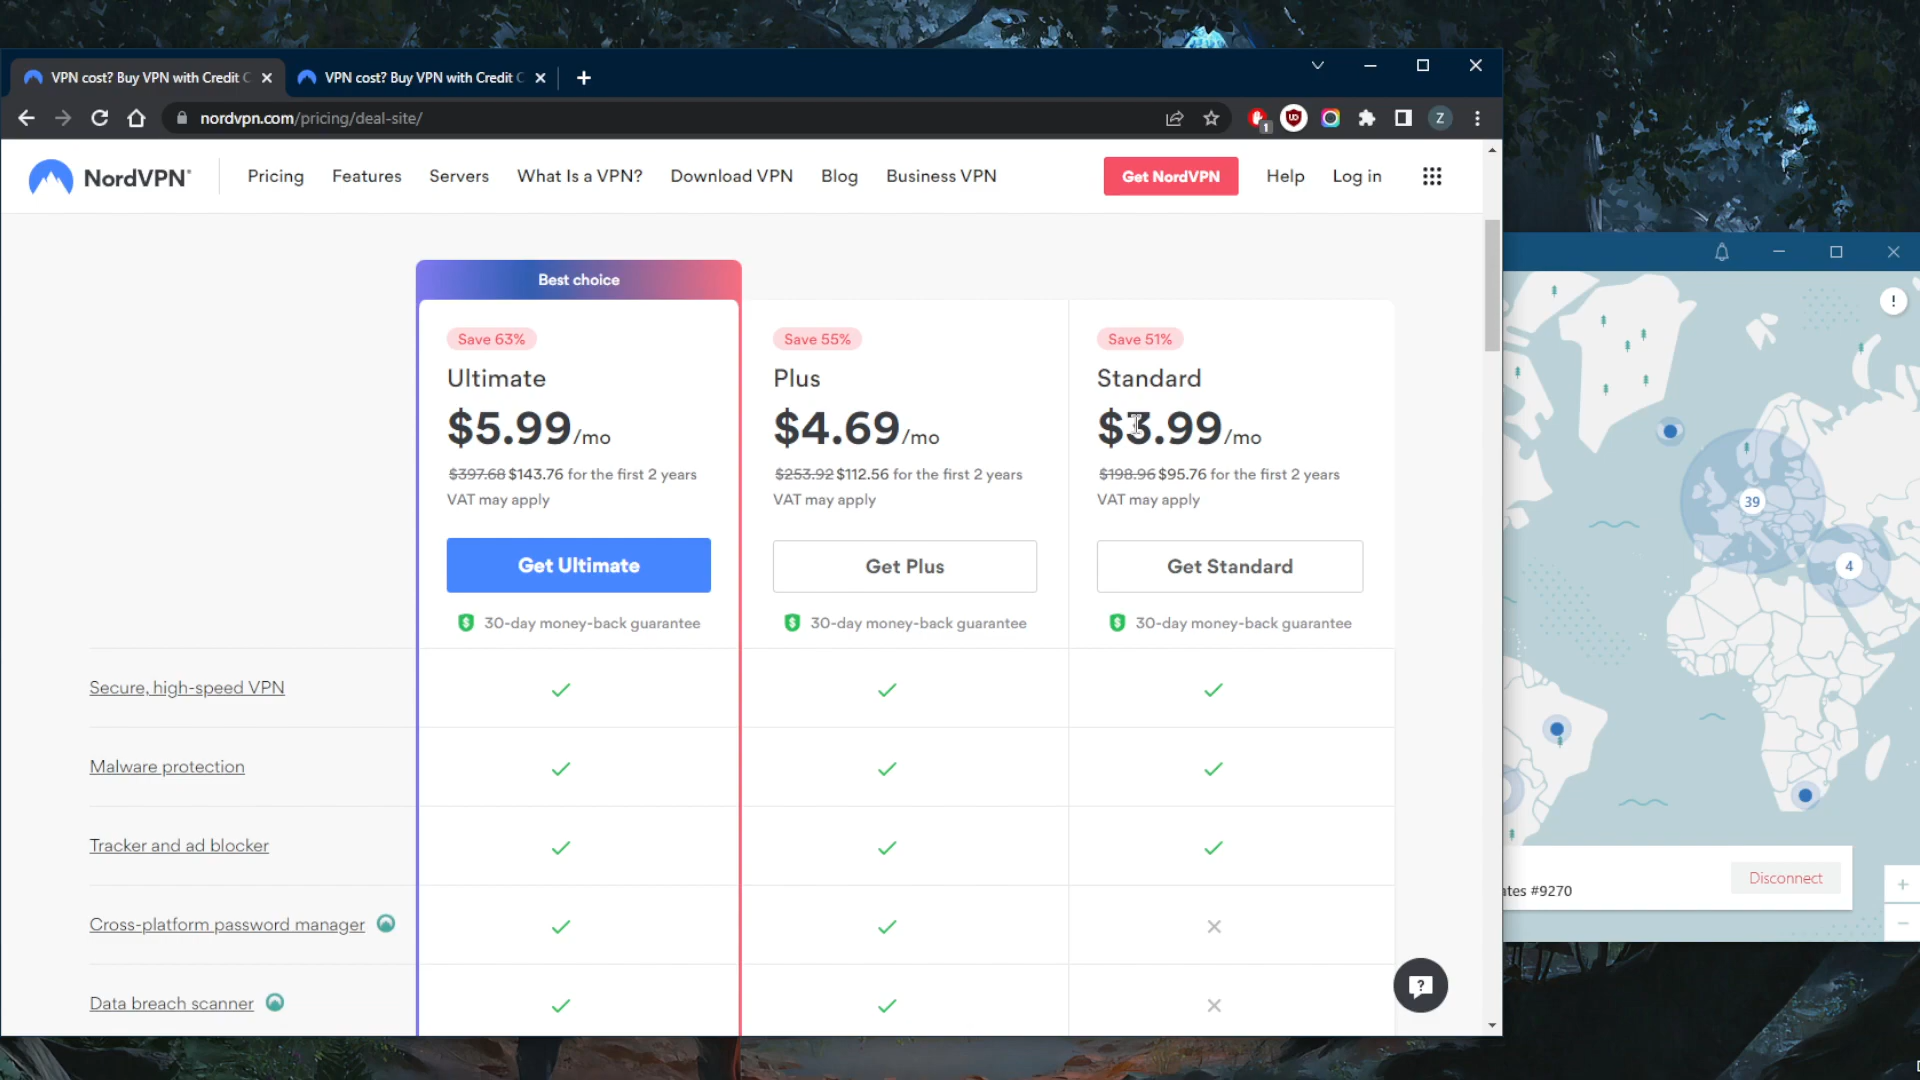 VPN cost? Buy VPN with Credit C
VPN cost? Buy VPN with Credit C
nordvpn.com/pricing/deal-site/
1
Z
NordVPN®
Pricing
Features
Servers
What Is a VPN?
Download VPN
Blog
Business VPN
Get NordVPN
Help
Log in
Best choice
Save 63%
Ultimate
$5.99/mo
$397.68 $143.76 for the first 2 years
VAT may apply
Get Ultimate
30-day money-back guarantee
Save 55%
Plus
$4.69/mo
$253.92 $112.56 for the first 2 years
VAT may apply
Get Plus
30-day money-back guarantee
Save 51%
Standard
$3.99/mo
$198.96 $95.76 for the first 2 years
VAT may apply
Get Standard
30-day money-back guarantee
Secure, high-speed VPN
Malware protection
Tracker and ad blocker
Cross-platform password manager
Data breach scanner
?
!
39
4
ates #9270
Disconnect